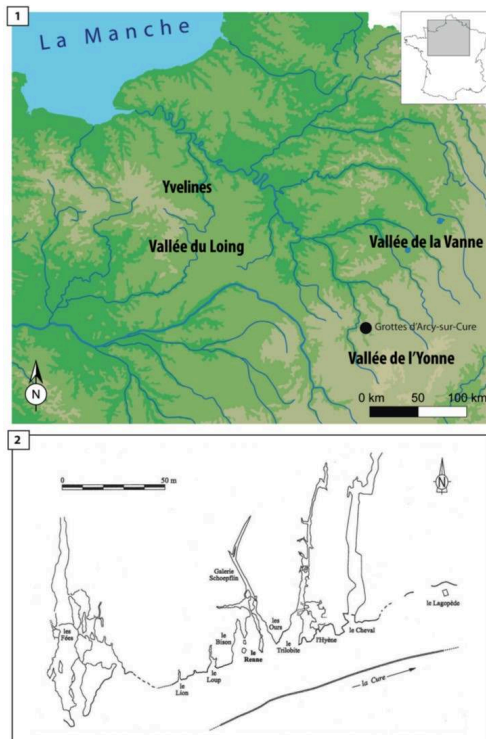 1
La Manche
Yvelines
Vallée du Loing
Vallée de la Vanne
Grottes d'Arcy-sur-Cure
Vallée de l'Yonne
N
0 km 50 100 km
2
0 50 m
N
Galerie
Schoepflin
les
Fées
le
Bison
le
Renne
les
Ours
le
Trilobite
l'Hyène
le Cheval
le Lagopède
le
Lion
le
Loup
la Cure